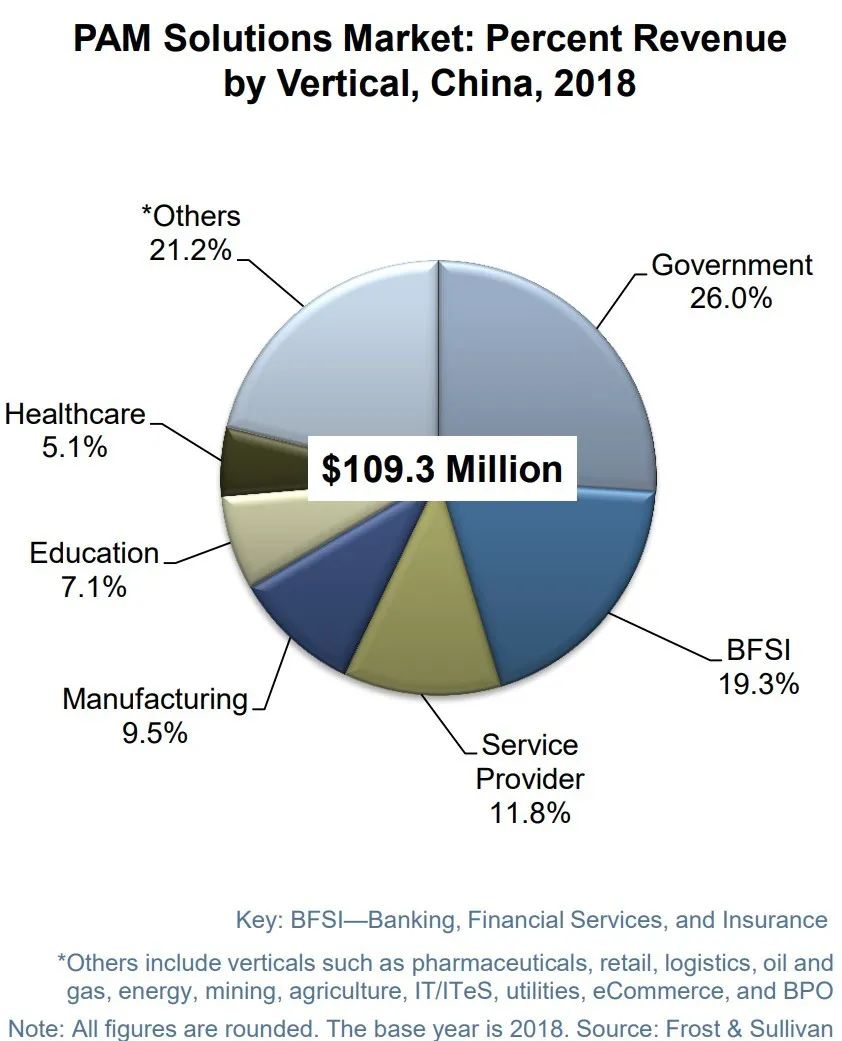 PAM Solutions Market: Percent Revenue
by Vertical, China, 2018
*Others
21.2%
Government
26.0%
Healthcare
5.1%
$109.3 Million
Education
7.1%
BFSI
19.3%
Manufacturing
9.5%
Service
Provider
11.8%
Key: BFSI—Banking, Financial Services, and Insurance
*Others include verticals such as pharmaceuticals, retail, logistics, oil and
gas, energy, mining, agriculture, IT/ITeS, utilities, eCommerce, and BPO
Note: All figures are rounded. The base year is 2018. Source: Frost & Sullivan